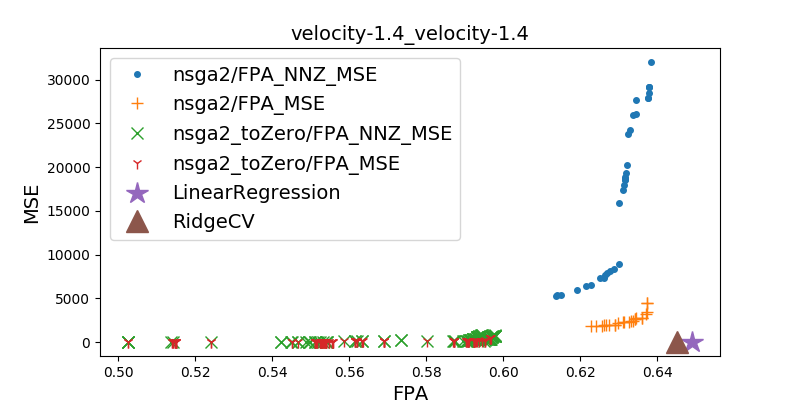 velocity-1.4_velocity-1.4
30000
25000
20000
15000
10000
5000
0
MSE
nsga2/FPA_NNZ_MSE
nsga2/FPA_MSE
nsga2_toZero/FPA_NNZ_MSE
nsga2_toZero/FPA_MSE
LinearRegression
RidgeCV
0.50 0.52 0.54 0.56 0.58 0.60 0.62 0.64
FPA